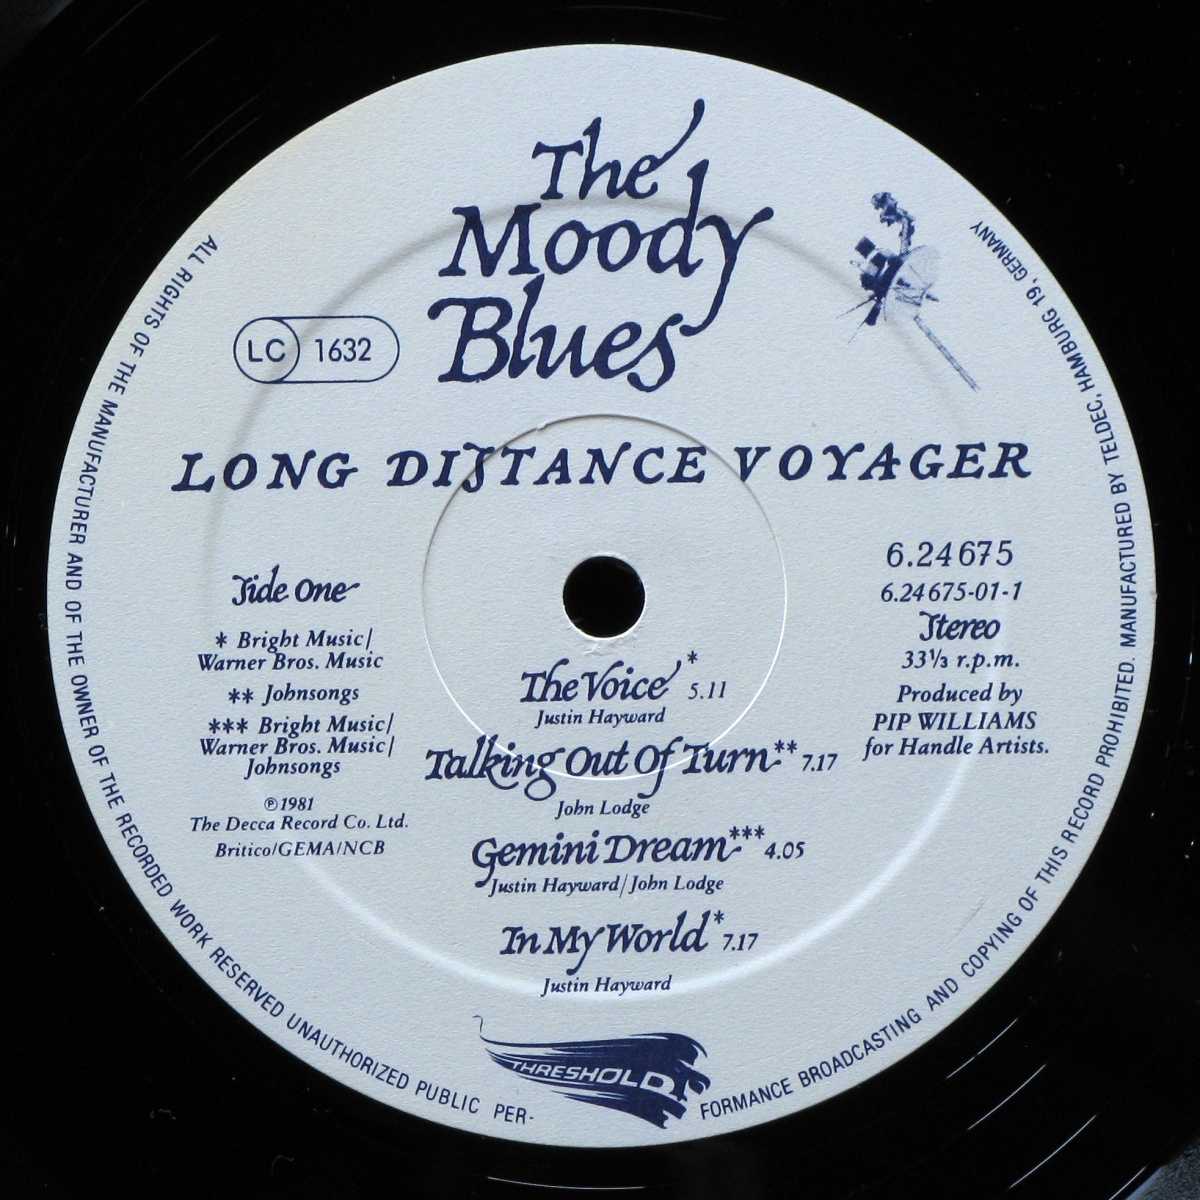 The
Moody
Blues
LC 1632
LONG DISTANCE VOYAGER
Side One
* Bright Music/
Warner Bros. Music
** Johnsongs
*** Bright Music/
Warner Bros. Music/
Johnsongs
℗ 1981
The Decca Record Co. Ltd.
Britico/GEMA/NCB
6.24675
6.24675-01-1
Stereo
33⅓ r.p.m.
Produced by
PIP WILLIAMS
for Handle Artists.
The Voice* 5.11
Justin Hayward
Talking Out Of Turn** 7.17
John Lodge
Gemini Dream*** 4.05
Justin Hayward/John Lodge
In My World* 7.17
Justin Hayward
THRESHOLD
ALL RIGHTS OF THE MANUFACTURER AND OF THE OWNER OF THE RECORDED WORK RESERVED UNAUTHORIZED PUBLIC PER-
FORMANCE BROADCASTING AND COPYING OF THIS RECORD PROHIBITED. MANUFACTURED BY TELDEC, HAMBURG 19, GERMANY